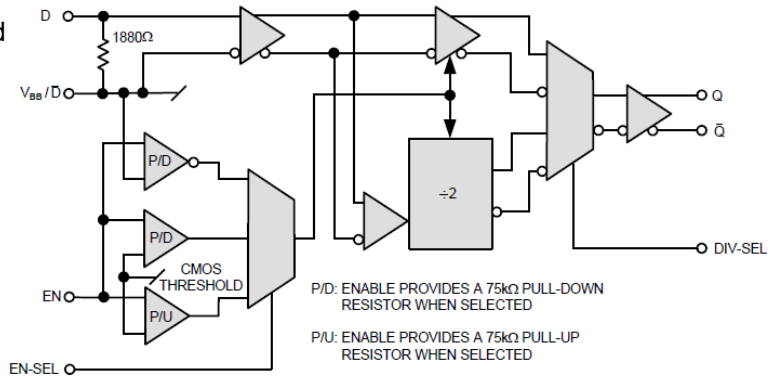 d
D
1880Ω
V_BB/D̄
P/D
P/D
CMOS
THRESHOLD
EN
P/U
EN-SEL
÷2
Q
Q̄
DIV-SEL
P/D: ENABLE PROVIDES A 75kΩ PULL-DOWN
RESISTOR WHEN SELECTED
P/U: ENABLE PROVIDES A 75kΩ PULL-UP
RESISTOR WHEN SELECTED